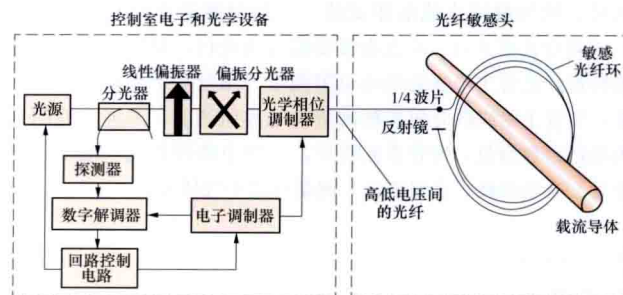 控制室电子和光学设备
光纤敏感头
线性偏振器
偏振分光器
分光器
光源
光学相位
调制器
探测器
数字解调器
电子调制器
回路控制
电路
敏感
光纤环
1/4 波片
反射镜
高低电压间
的光纤
载流导体